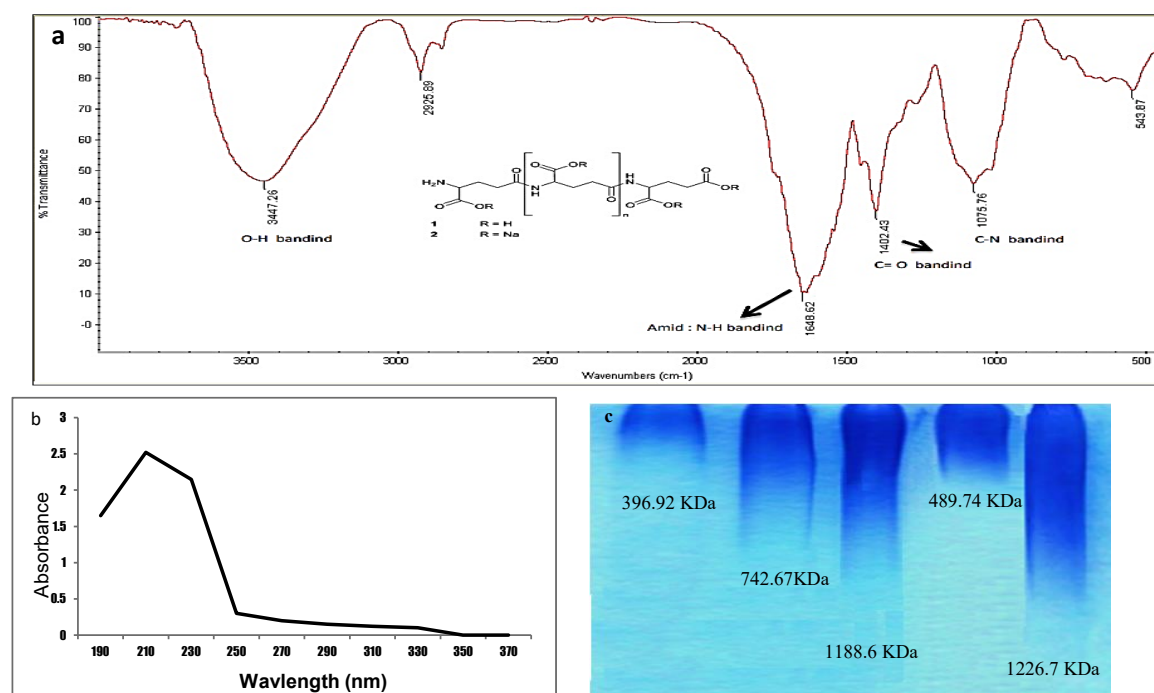 a
%Transmittance
100
90
80
70
60
50
40
30
20
10
-0
3447.26
O-H bandind
2925.89
H₂N
O
OR
O
OR
N
H
O
n
N
H
O
OR
O
OR
1 R = H
2 R = Na
Amid : N-H bandind
1648.62
1402.43
C= O bandind
1075.76
C-N bandind
543.87
3500 3000 2500 2000 1500 1000 500
Wavenumbers (cm-1)
b
Absorbance
3
2.5
2
1.5
1
0.5
0
190 210 230 250 270 290 310 330 350 370
Wavlength (nm)
c
396.92 KDa
742.67KDa
1188.6 KDa
489.74 KDa
1226.7 KDa